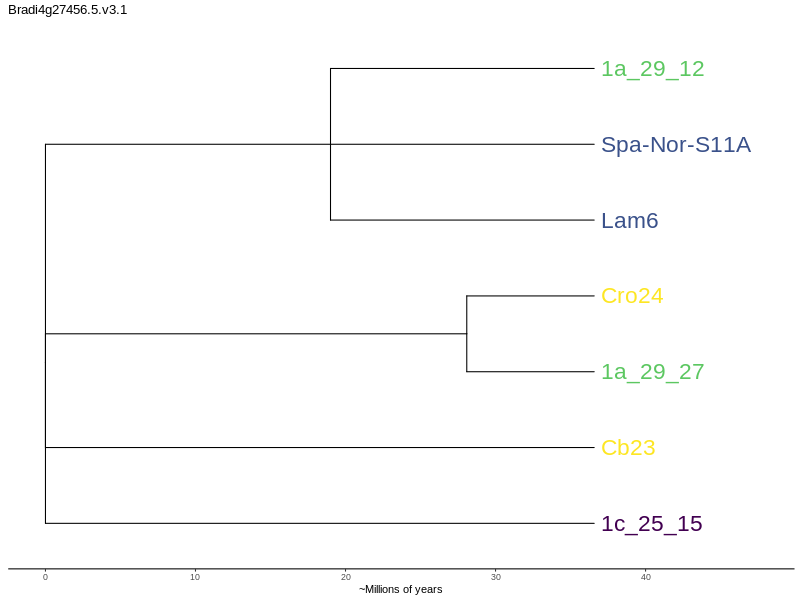 Bradi4g27456.5.v3.1
1a_29_12
Spa-Nor-S11A
Lam6
Cro24
1a_29_27
Cb23
1c_25_15
0 10 20 30 40
~Millions of years